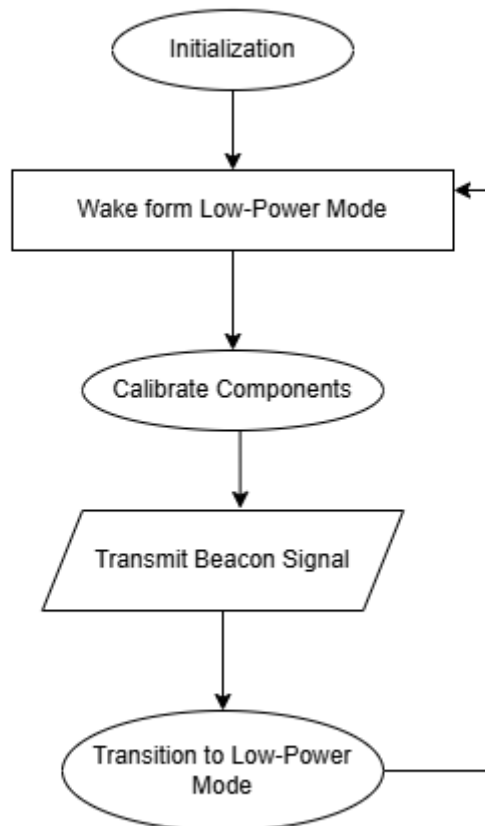 Initialization
Wake form Low-Power Mode
Calibrate Components
Transmit Beacon Signal
Transition to Low-Power
Mode